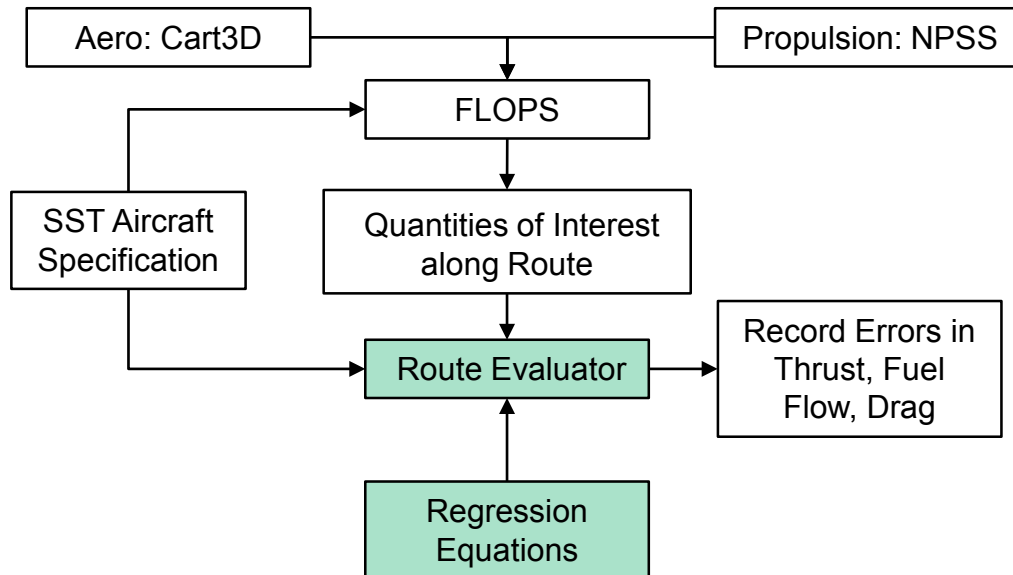 Aero: Cart3D
Propulsion: NPSS
FLOPS
SST Aircraft
Specification
Quantities of Interest
along Route
Route Evaluator
Record Errors in
Thrust, Fuel
Flow, Drag
Regression
Equations